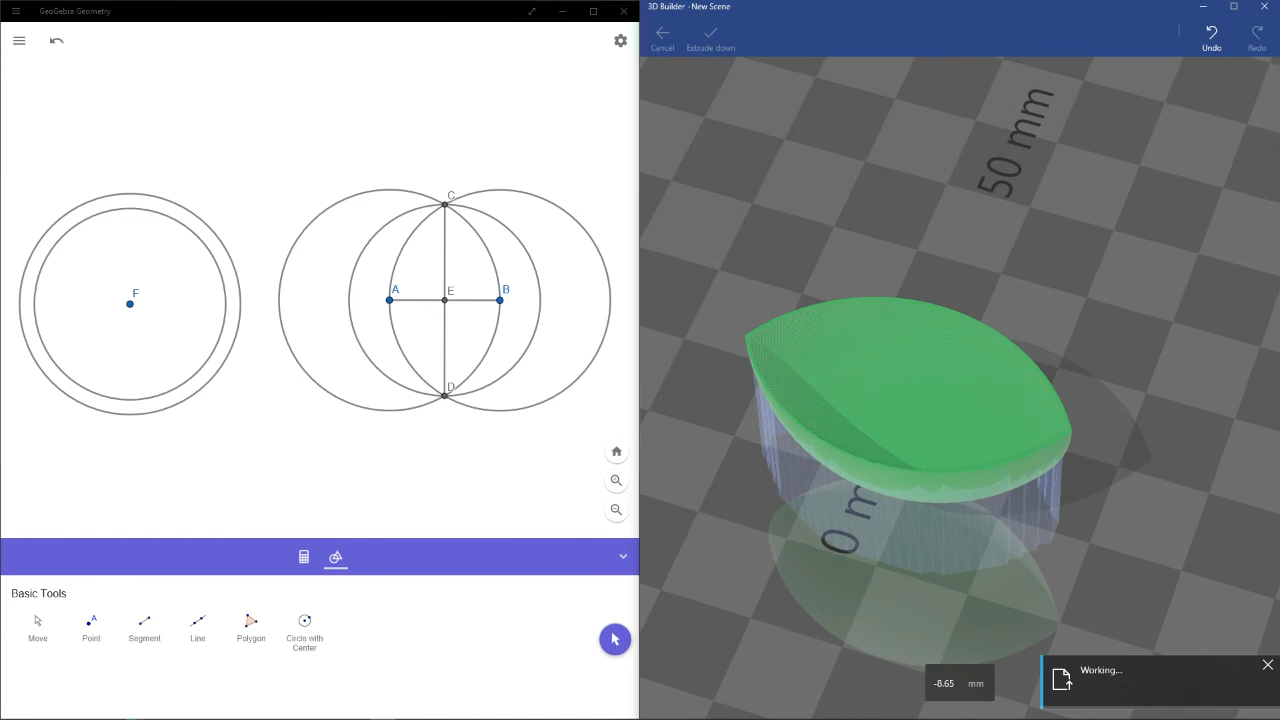 GeoGebra Geometry
F
C
A
E
B
D
Basic Tools
Move
Point
Segment
Line
Polygon
Circle with
Center
A
3D Builder - New Scene
Cancel
Extrude down
Undo
Redo
50 mm
0 m
-8.65 mm
Working...